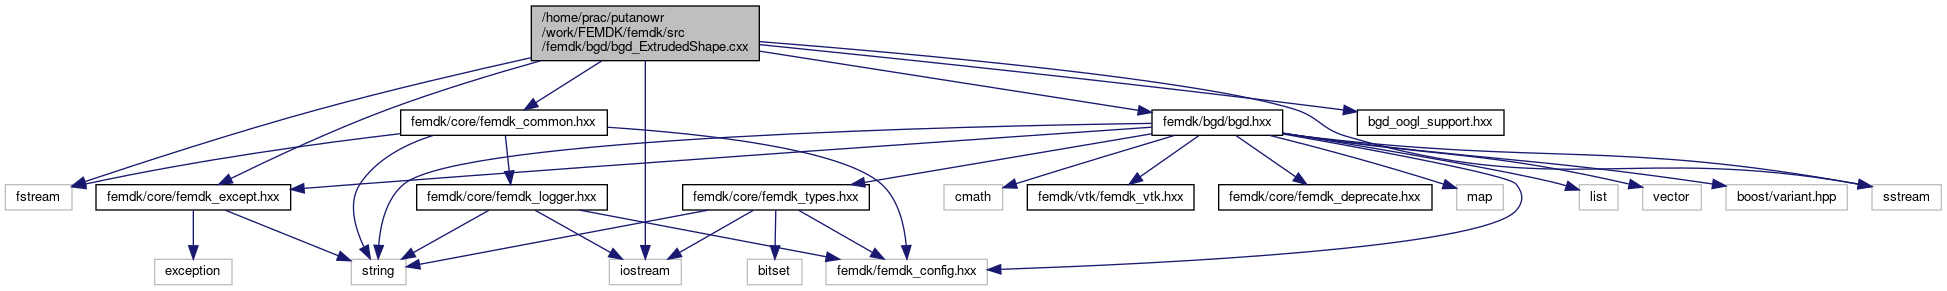 /home/prac/putanowr
/work/FEMDK/femdk/src
/femdk/bgd/bgd_ExtrudedShape.cxx
femdk/core/femdk_common.hxx
femdk/bgd/bgd.hxx
bgd_oogl_support.hxx
fstream
femdk/core/femdk_except.hxx
femdk/core/femdk_logger.hxx
femdk/core/femdk_types.hxx
cmath
femdk/vtk/femdk_vtk.hxx
femdk/core/femdk_deprecate.hxx
map
list
vector
boost/variant.hpp
sstream
exception
string
iostream
bitset
femdk/femdk_config.hxx